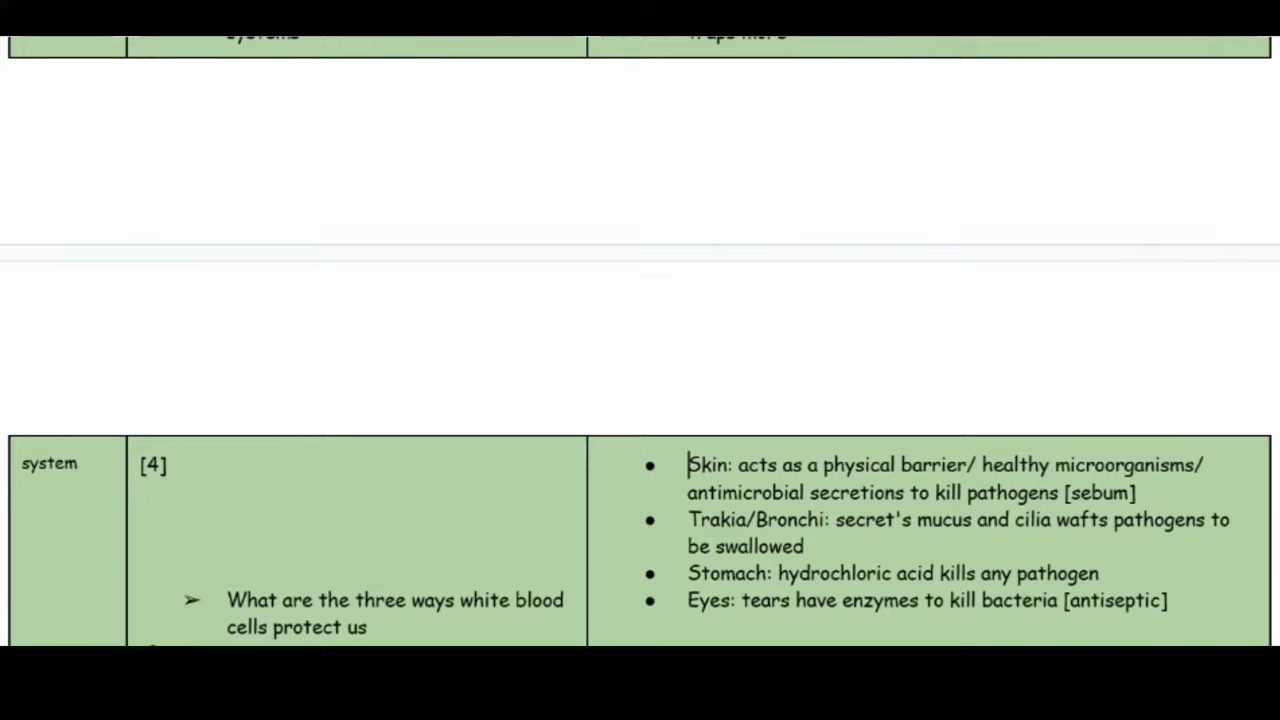 system
[4]
➢ What are the three ways white blood
cells protect us
● Skin: acts as a physical barrier/ healthy microorganisms/
antimicrobial secretions to kill pathogens [sebum]
● Trakia/Bronchi: secret's mucus and cilia wafts pathogens to
be swallowed
● Stomach: hydrochloric acid kills any pathogen
● Eyes: tears have enzymes to kill bacteria [antiseptic]